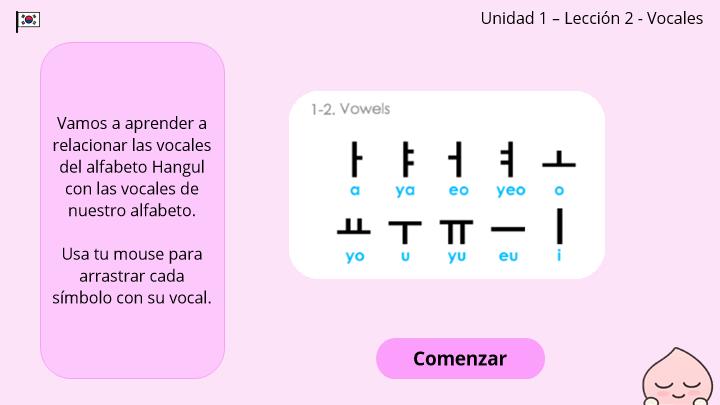 Unidad 1 – Lección 2 - Vocales
Vamos a aprender a
relacionar las vocales
del alfabeto Hangul
con las vocales de
nuestro alfabeto.
Usa tu mouse para
arrastrar cada
símbolo con su vocal.
1-2. Vowels
ㅏ ㅑ ㅓ ㅕ ㅗ
a ya eo yeo o
ㅛ ㅜ ㅠ ㅡ ㅣ
yo u yu eu i
Comenzar